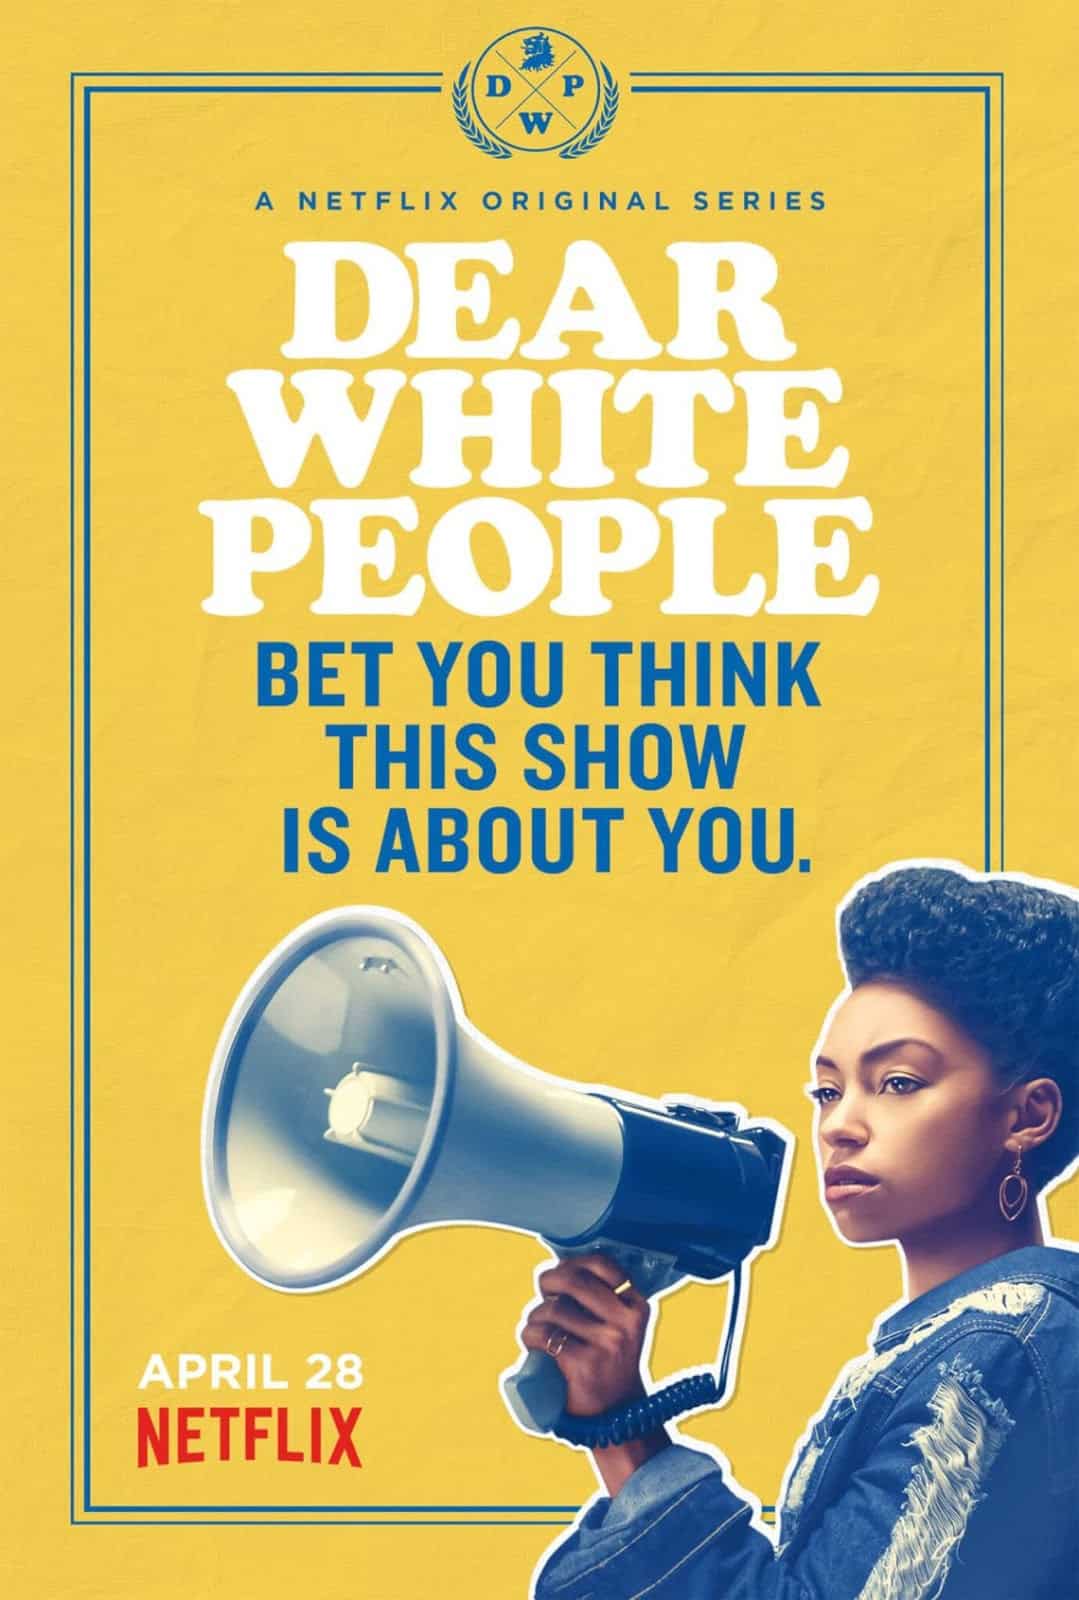 D P
W
A NETFLIX ORIGINAL SERIES
DEAR
WHITE
PEOPLE
BET YOU THINK
THIS SHOW
IS ABOUT YOU.
APRIL 28
NETFLIX